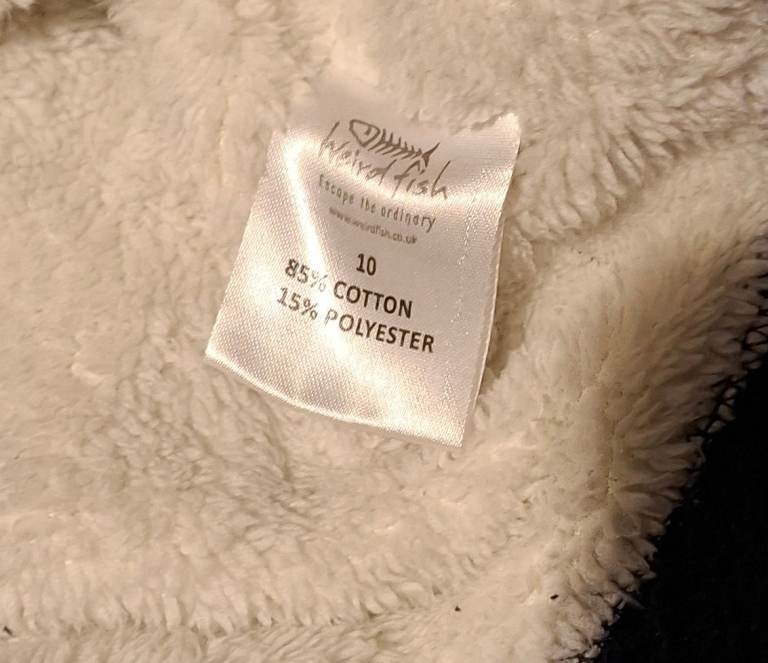 Weird fish
Escape the ordinary
www.weirdfish.co.uk
10
85% COTTON
15% POLYESTER